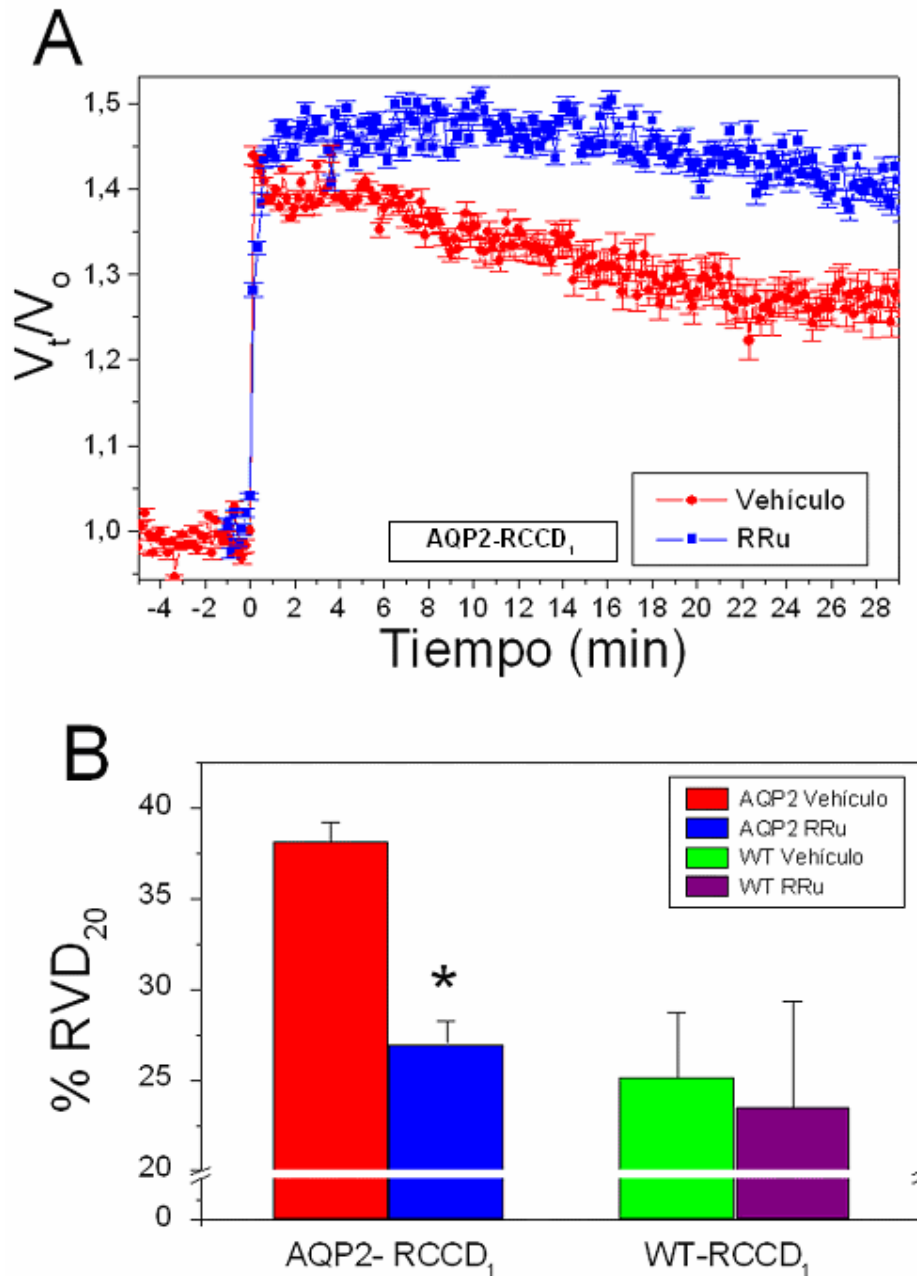 A
V_t/V_o
1,5
1,4
1,3
1,2
1,1
1,0
Vehículo
RRu
AQP2-RCCD₁
-4 -2 0 2 4 6 8 10 12 14 16 18 20 22 24 26 28
Tiempo (min)
B
% RVD₂₀
40
35
30
25
20
0
*
AQP2 Vehículo
AQP2 RRu
WT Vehículo
WT RRu
AQP2- RCCD₁
WT-RCCD₁